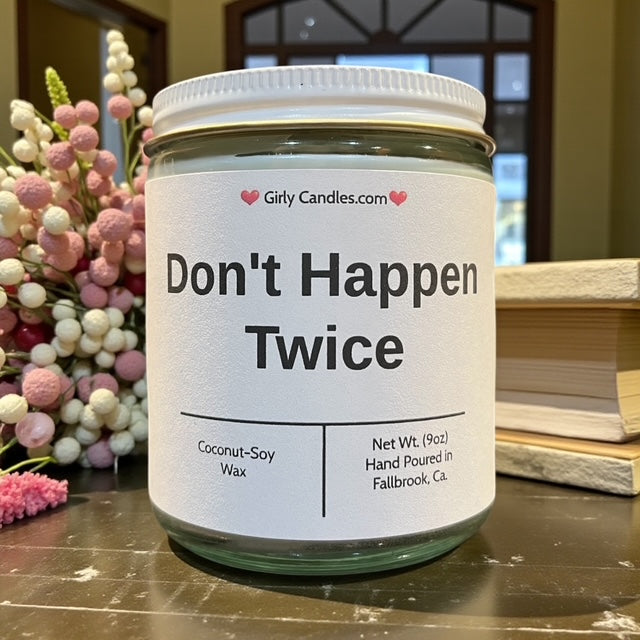 ❤️ Girly Candles.com ❤️
Don't Happen
Twice
Coconut-Soy
Wax
Net Wt. (9oz)
Hand Poured in
Fallbrook, Ca.